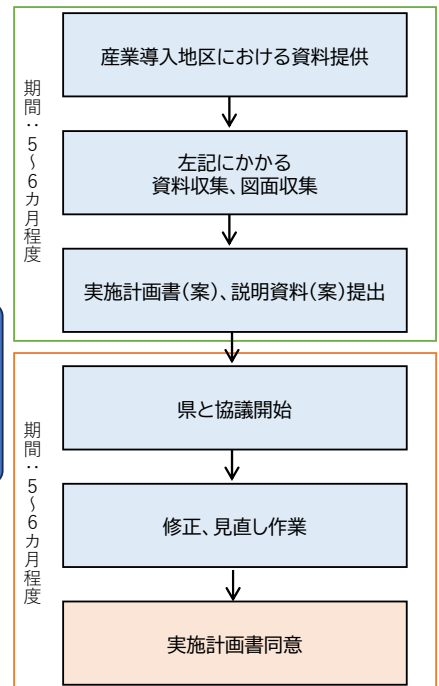 産業導入地区における資料提供
左記にかかる
資料収集、図面収集
実施計画書(案)、説明資料(案)提出
期間：5～6カ月程度
県と協議開始
修正、見直し作業
実施計画書同意
期間：5～6カ月程度